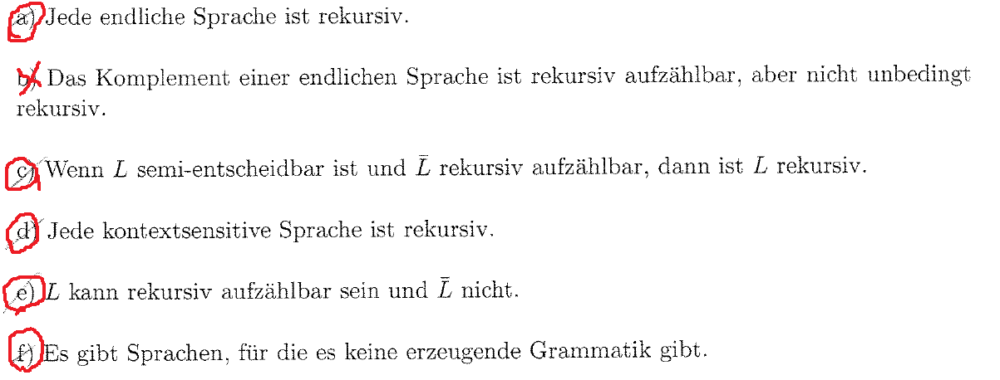 a) Jede endliche Sprache ist rekursiv.
b) Das Komplement einer endlichen Sprache ist rekursiv aufzählbar, aber nicht unbedingt
rekursiv.
c) Wenn L semi-entscheidbar ist und L̄ rekursiv aufzählbar, dann ist L rekursiv.
d) Jede kontextsensitive Sprache ist rekursiv.
e) L kann rekursiv aufzählbar sein und L̄ nicht.
f) Es gibt Sprachen, für die es keine erzeugende Grammatik gibt.